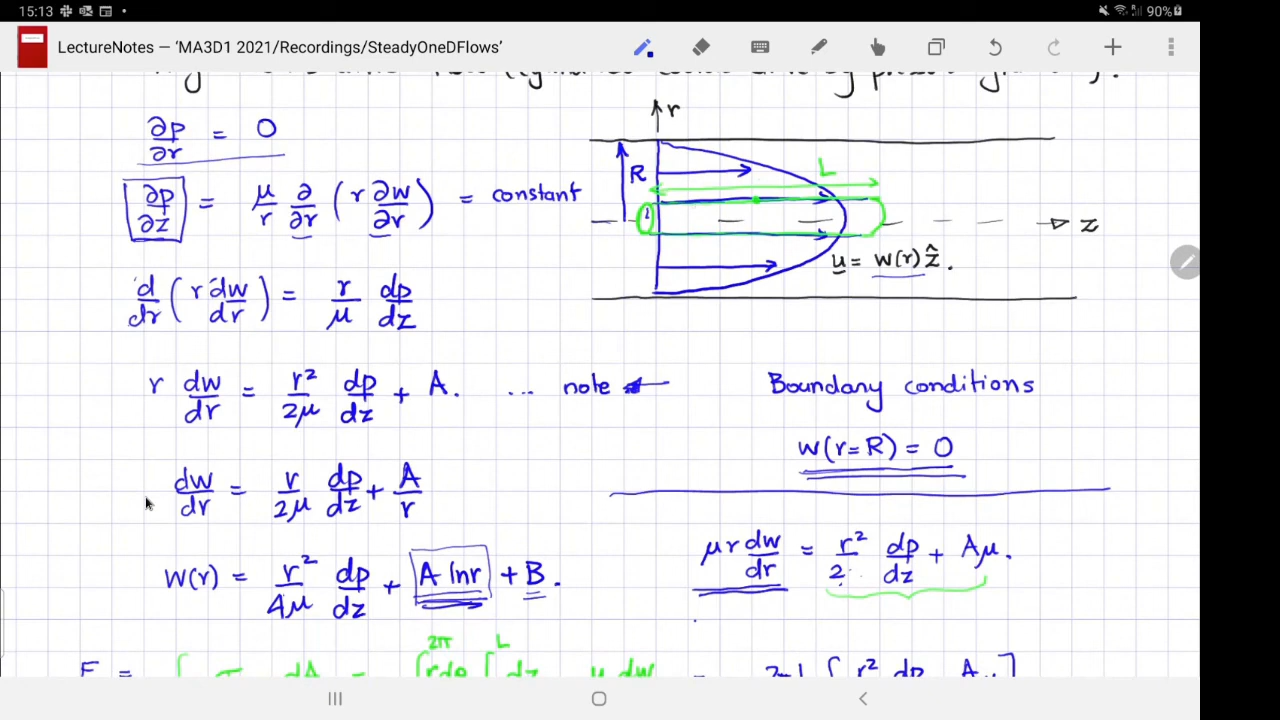 15:13 90%
LectureNotes — ‘MA3D1 2021/Recordings/SteadyOneDFlows’
∂p/∂r = 0
∂p/∂z = μ/r ∂/∂r (r ∂w/∂r) = constant
d/dr (r dw/dr) = r/μ dp/dz
r dw/dr = r²/2μ dp/dz + A. ... note
dw/dr = r/2μ dp/dz + A/r
w(r) = r²/4μ dp/dz + A ln r + B.
r
R
L
z
u = w(r) ẑ.
Boundary conditions
w(r=R) = 0
μr dw/dr = r²/2 dp/dz + Aμ.
2π L